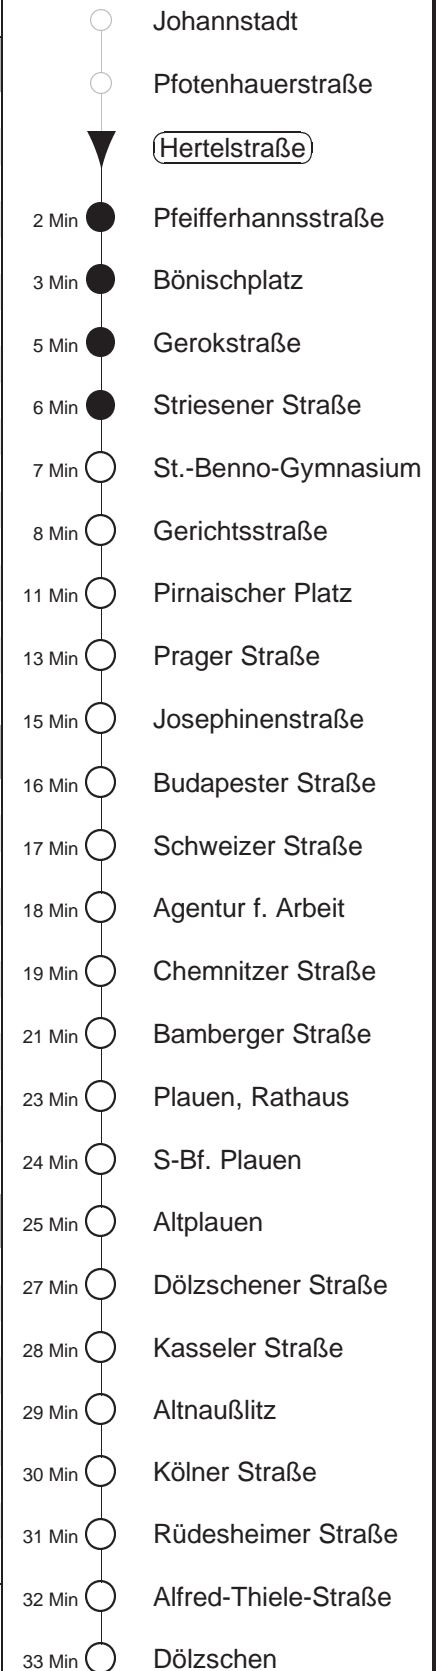 Johannstadt
Pfotenhauerstraße
Hertelstraße
2 Min Pfeifferhannsstraße
3 Min Bönischplatz
5 Min Gerokstraße
6 Min Striesener Straße
7 Min St.-Benno-Gymnasium
8 Min Gerichtsstraße
11 Min Pirnaischer Platz
13 Min Prager Straße
15 Min Josephinenstraße
16 Min Budapester Straße
17 Min Schweizer Straße
18 Min Agentur f. Arbeit
19 Min Chemnitzer Straße
21 Min Bamberger Straße
23 Min Plauen, Rathaus
24 Min S-Bf. Plauen
25 Min Altplauen
27 Min Dölzschener Straße
28 Min Kasseler Straße
29 Min Altnaußlitz
30 Min Kölner Straße
31 Min Rüdesheimer Straße
32 Min Alfred-Thiele-Straße
33 Min Dölzschen